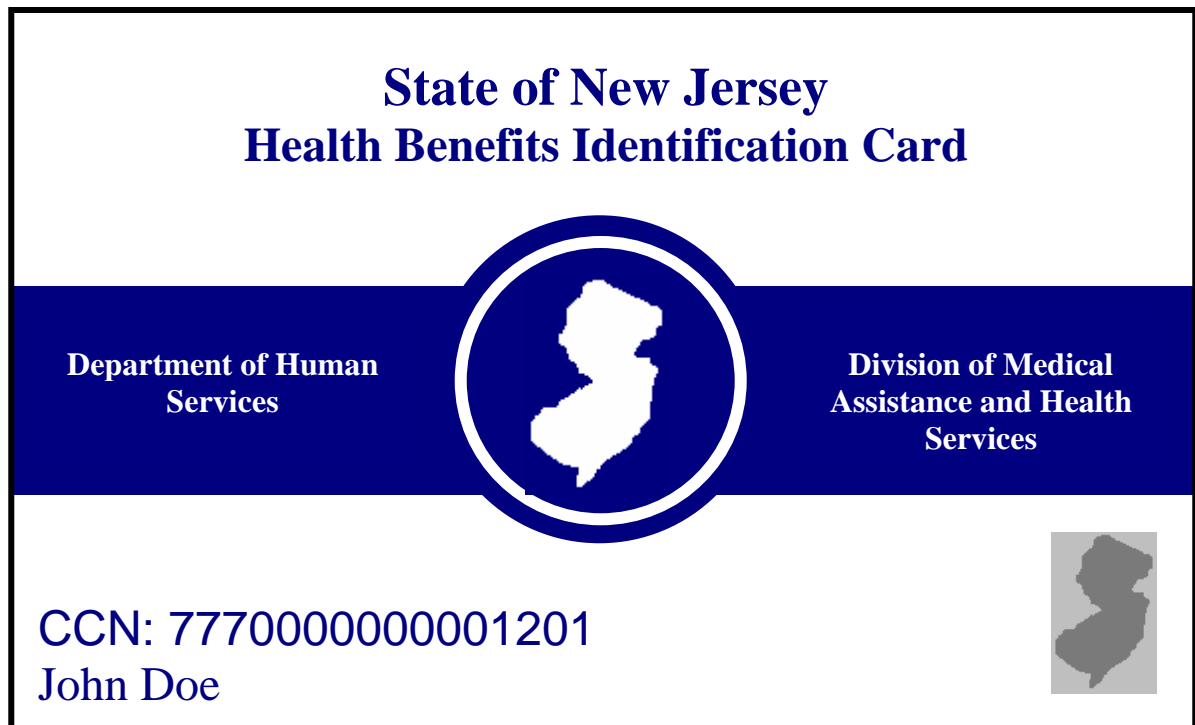 State of New Jersey
Health Benefits Identification Card
Department of Human
Services
Division of Medical
Assistance and Health
Services
CCN: 7770000000001201
John Doe